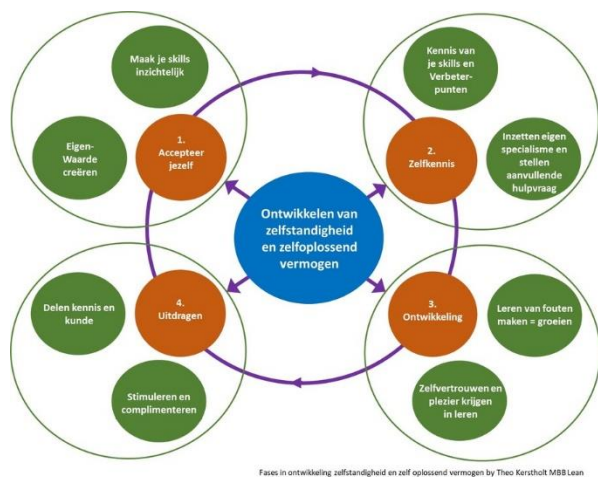 Maak je skills
inzichtelijk
Eigen-
Waarde
creëren
1.
Accepteer
jezelf
Kennis van
je skills en
Verbeter-
punten
2.
Zelfkennis
Inzetten eigen
specialisme en
stellen
aanvullende
hulpvraag
Ontwikkelen van
zelfstandigheid
en zelfoplossend
vermogen
4.
Uitdragen
Delen kennis en
kunde
Stimuleren en
complimenteren
3.
Ontwikkeling
Leren van fouten
maken = groeien
Zelfvertrouwen en
plezier krijgen
in leren
Fases in ontwikkeling zelfstandigheid en zelf oplossend vermogen by Theo Kerstholt MBB Lean